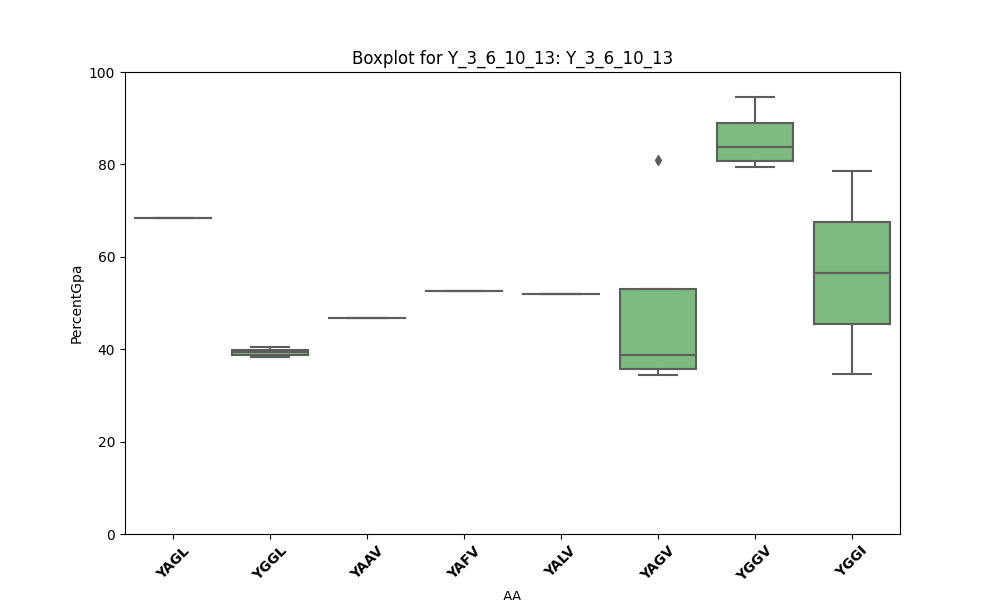 Boxplot for Y_3_6_10_13: Y_3_6_10_13
100
80
60
40
20
0
PercentGpa
YAGL
YGGL
YAAV
YAFV
YALV
YAGV
YGGV
YGGI
AA